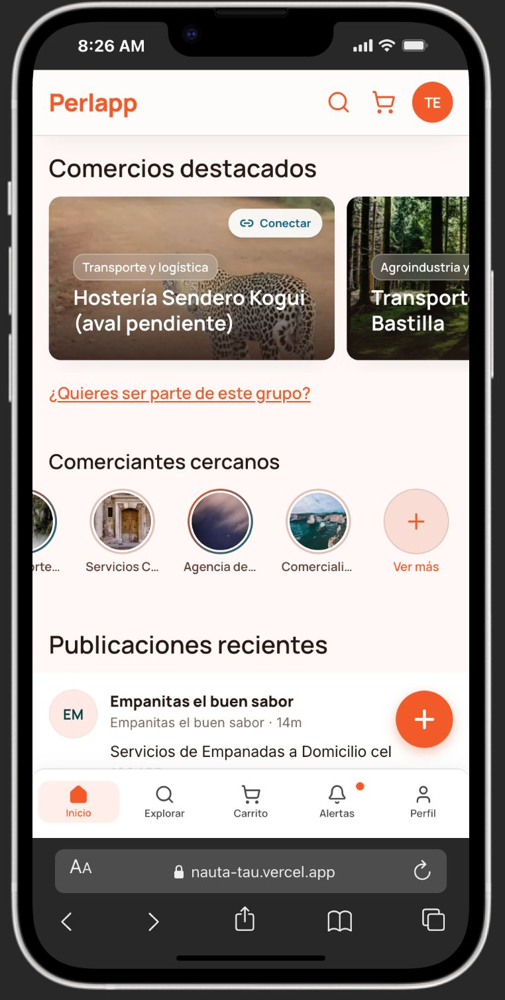 8:26 AM
Perlapp
TE
Comercios destacados
Conectar
Transporte y logística
Hostería Sendero Kogui
(aval pendiente)
Agroindustria y
Transport
Bastilla
¿Quieres ser parte de este grupo?
Comerciantes cercanos
orte...
Servicios C...
Agencia de...
Comerciali...
Ver más
Publicaciones recientes
EM
Empanitas el buen sabor
Empanitas el buen sabor · 14m
Servicios de Empanadas a Domicilio cel
Inicio
Explorar
Carrito
Alertas
Perfil
AA
nauta-tau.vercel.app